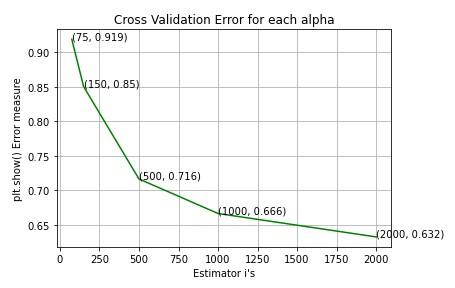 Cross Validation Error for each alpha
plt.show() Error measure
0.90
0.85
0.80
0.75
0.70
0.65
(75, 0.919)
(150, 0.85)
(500, 0.716)
(1000, 0.666)
(2000, 0.632)
0 250 500 750 1000 1250 1500 1750 2000
Estimator i's